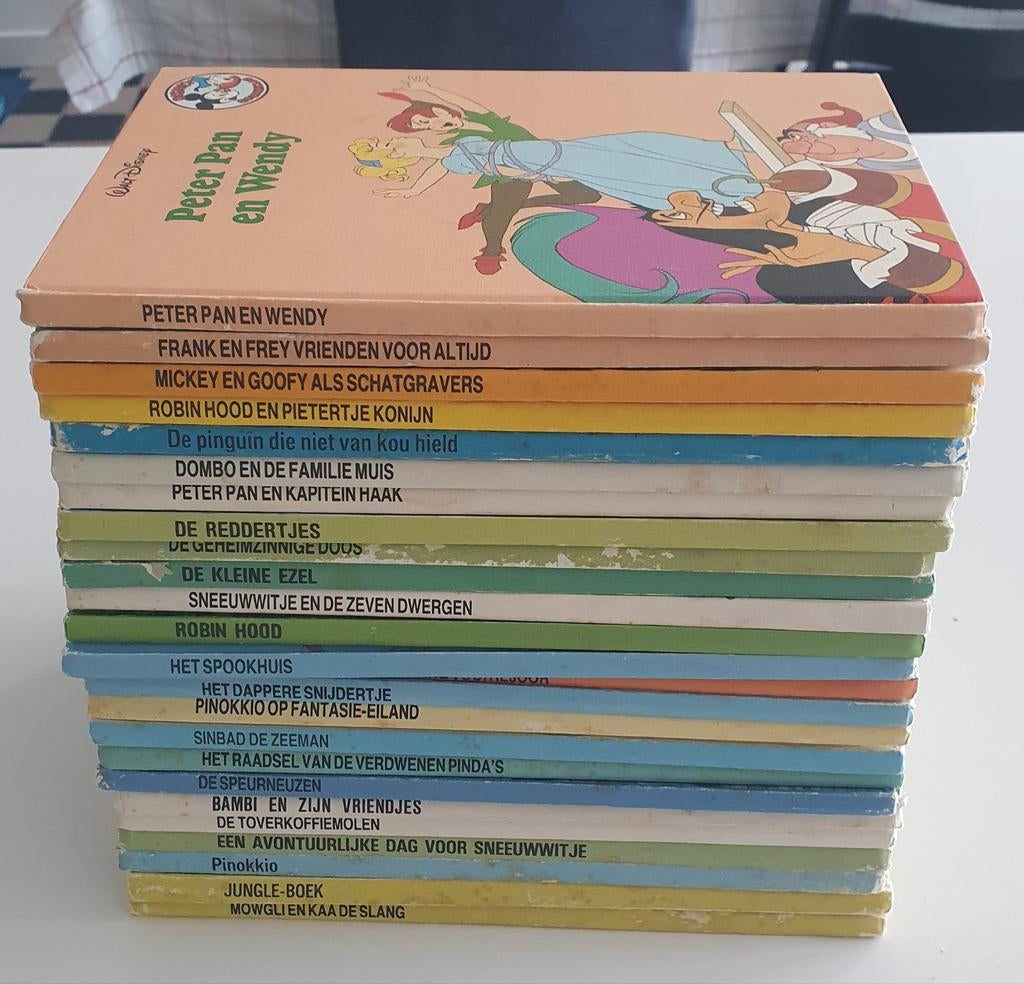 WALT DISNEY
Peter Pan
en Wendy
PETER PAN EN WENDY
FRANK EN FREY VRIENDEN VOOR ALTIJD
MICKEY EN GOOFY ALS SCHATGRAVERS
ROBIN HOOD EN PIETERTJE KONIJN
De pinguin die niet van kou hield
DOMBO EN DE FAMILIE MUIS
PETER PAN EN KAPITEIN HAAK
DE REDDERTJES
DE GEHEIMZINNIGE DOOS
DE KLEINE EZEL
SNEEUWWITJE EN DE ZEVEN DWERGEN
ROBIN HOOD
HET SPOOKHUIS
HET DAPPERE SNIJDERTJE
PINOKKIO OP FANTASIE-EILAND
SINBAD DE ZEEMAN
HET RAADSEL VAN DE VERDWENEN PINDA'S
DE SPEURNEUZEN
BAMBI EN ZIJN VRIENDJES
DE TOVERKOFFIEMOLEN
EEN AVONTUURLIJKE DAG VOOR SNEEUWWITJE
Pinokkio
JUNGLE-BOEK
MOWGLI EN KAA DE SLANG